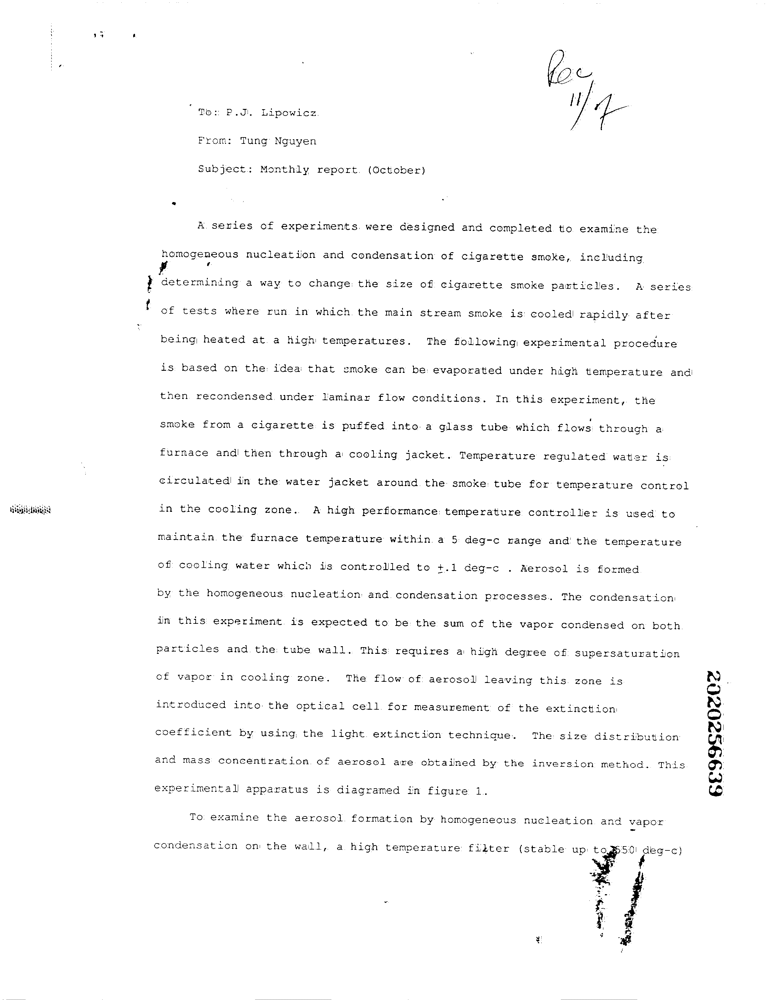 Rec
11/7
To: P.J. Lipowicz
From: Tung Nguyen
Subject: Monthly report (October)
A series of experiments were designed and completed to examine the
homogeneous nucleation and condensation of cigarette smoke, including
determining a way to change the size of cigarette smoke particles. A series
of tests where run in which the main stream smoke is cooled rapidly after
being heated at a high temperatures. The following experimental procedure
is based on the idea that smoke can be evaporated under high temperature and
then recondensed under laminar flow conditions. In this experiment, the
smoke from a cigarette is puffed into a glass tube which flows through a
furnace and then through a cooling jacket. Temperature regulated water is
circulated in the water jacket around the smoke tube for temperature control
in the cooling zone. A high performance temperature controller is used to
maintain the furnace temperature within a 5 deg-c range and the temperature
of cooling water which is controlled to ±.1 deg-c . Aerosol is formed
by the homogeneous nucleation and condensation processes. The condensation
in this experiment is expected to be the sum of the vapor condensed on both
particles and the tube wall. This requires a high degree of supersaturation
of vapor in cooling zone. The flow of aerosol leaving this zone is
introduced into the optical cell for measurement of the extinction
coefficient by using the light extinction technique. The size distribution
and mass concentration of aerosol are obtained by the inversion method. This
experimental apparatus is diagramed in figure 1.
To examine the aerosol formation by homogeneous nucleation and vapor
condensation on the wall, a high temperature filter (stable up to deg-c)
2020256639